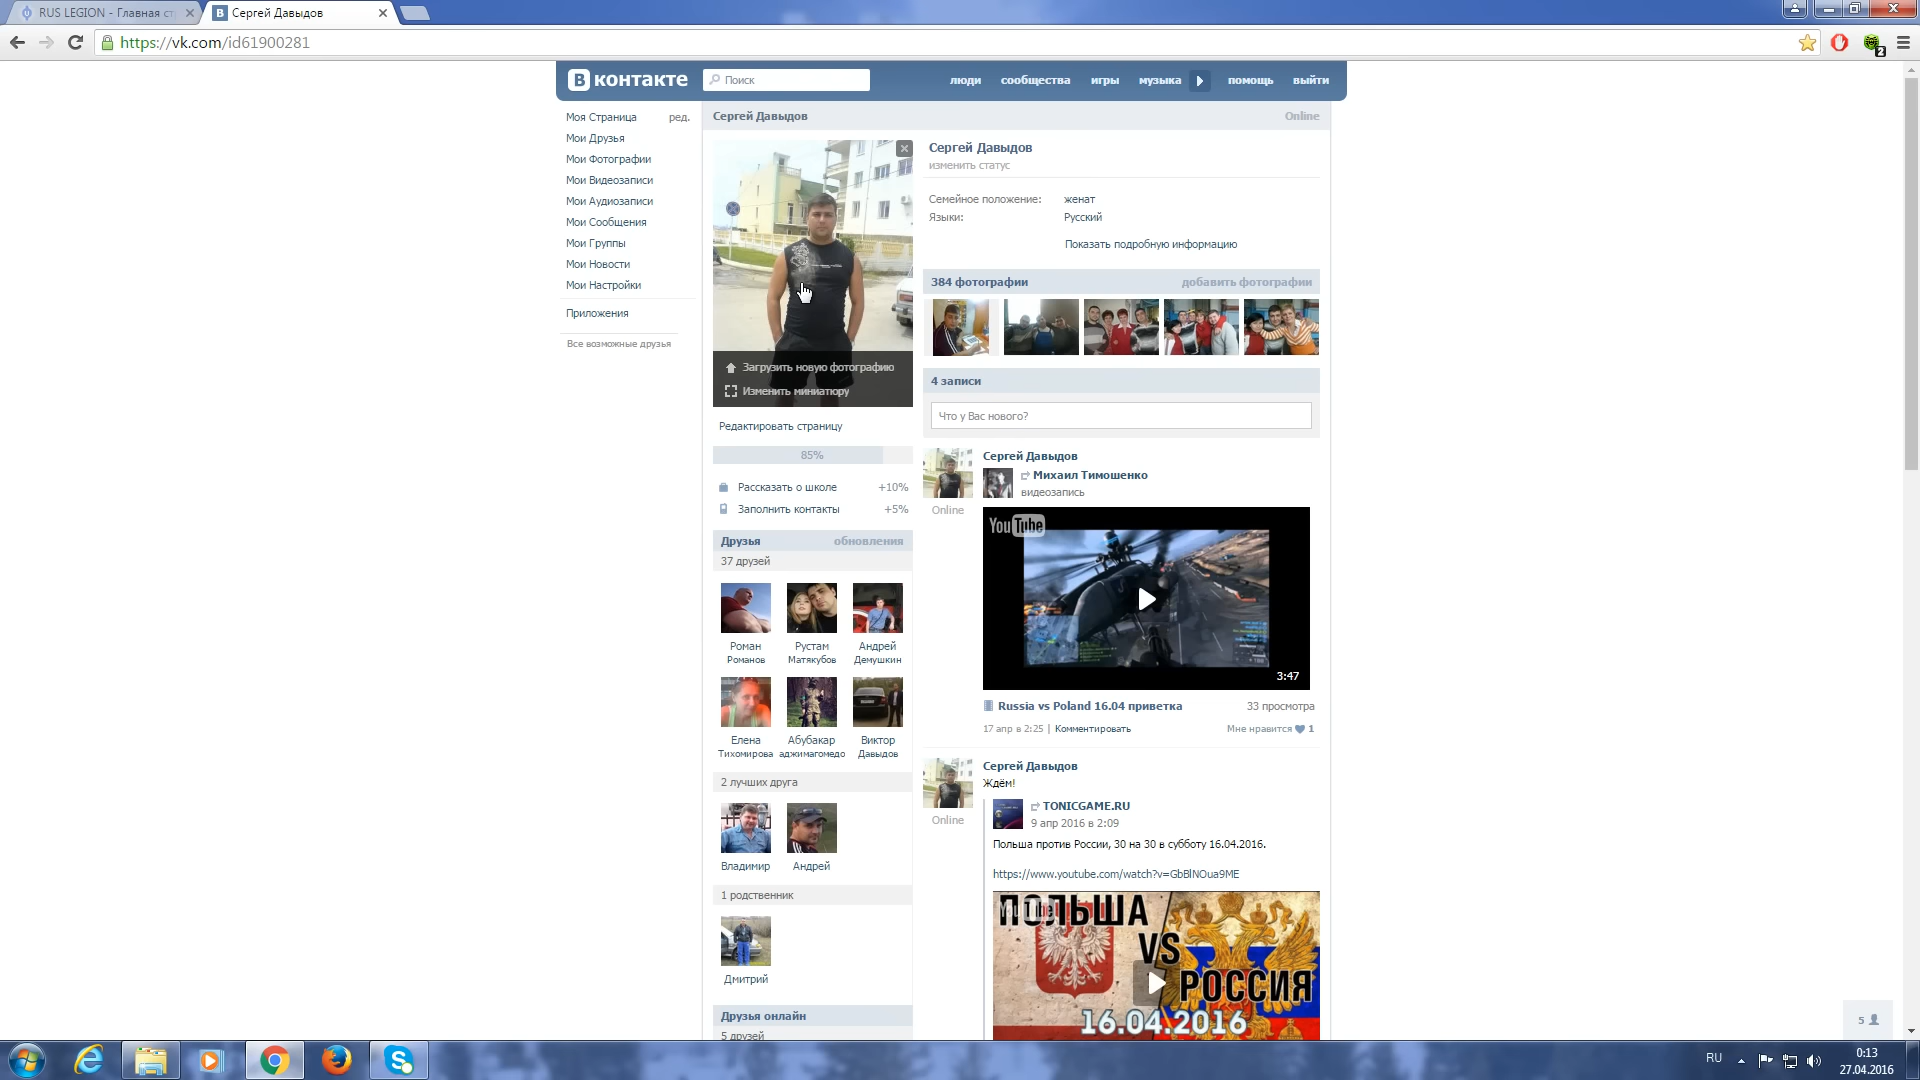 RUS LEGION - Главная ст
Сергей Давыдов
https://vk.com/id61900281
2
В контакте
Поиск
люди
сообщества
игры
музыка
помощь
выйти
Моя Страница
ред.
Мои Друзья
Мои Фотографии
Мои Видеозаписи
Мои Аудиозаписи
Мои Сообщения
Мои Группы
Мои Новости
Мои Настройки
Приложения
Все возможные друзья
Сергей Давыдов
Online
Загрузить новую фотографию
Изменить миниатюру
Редактировать страницу
85%
Рассказать о школе +10%
Заполнить контакты +5%
Друзья обновления
37 друзей
Роман
Романов
Рустам
Матякубов
Андрей
Демушкин
Елена
Тихомирова
Абубакар
аджимагомедо
Виктор
Давыдов
2 лучших друга
Владимир
Андрей
1 родственник
Дмитрий
Друзья онлайн
5 друзей
Сергей Давыдов
изменить статус
Семейное положение: женат
Языки: Русский
Показать подробную информацию
384 фотографии добавить фотографии
4 записи
Что у Вас нового?
Сергей Давыдов
Михаил Тимошенко
видеозапись
Online
YouTube
3:47
Russia vs Poland 16.04 приветка
33 просмотра
17 апр в 2:25 | Комментировать
Мне нравится 1
Сергей Давыдов
Ждём!
Online
TONICGAME.RU
9 апр 2016 в 2:09
Польша против России, 30 на 30 в субботу 16.04.2016.
https://www.youtube.com/watch?v=GbBlNOua9ME
YouTube
ПОЛЬША
VS
РОССИЯ
16.04.2016
5
RU
0:13
27.04.2016